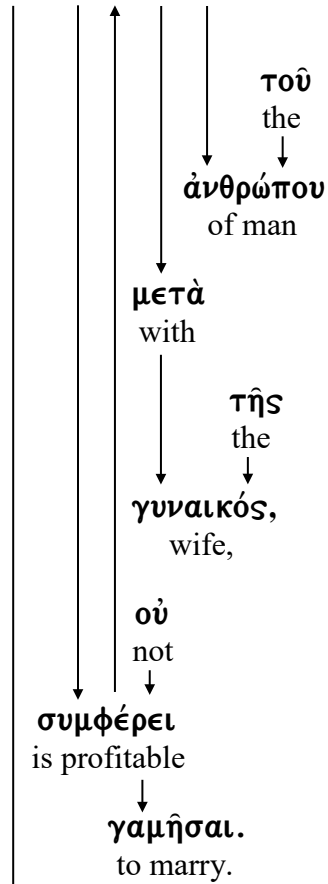 τοῦ
the
ἀνθρώπου
of man
μετὰ
with
τῆς
the
γυναικός,
wife,
οὐ
not
συμφέρει
is profitable
γαμῆσαι.
to marry.